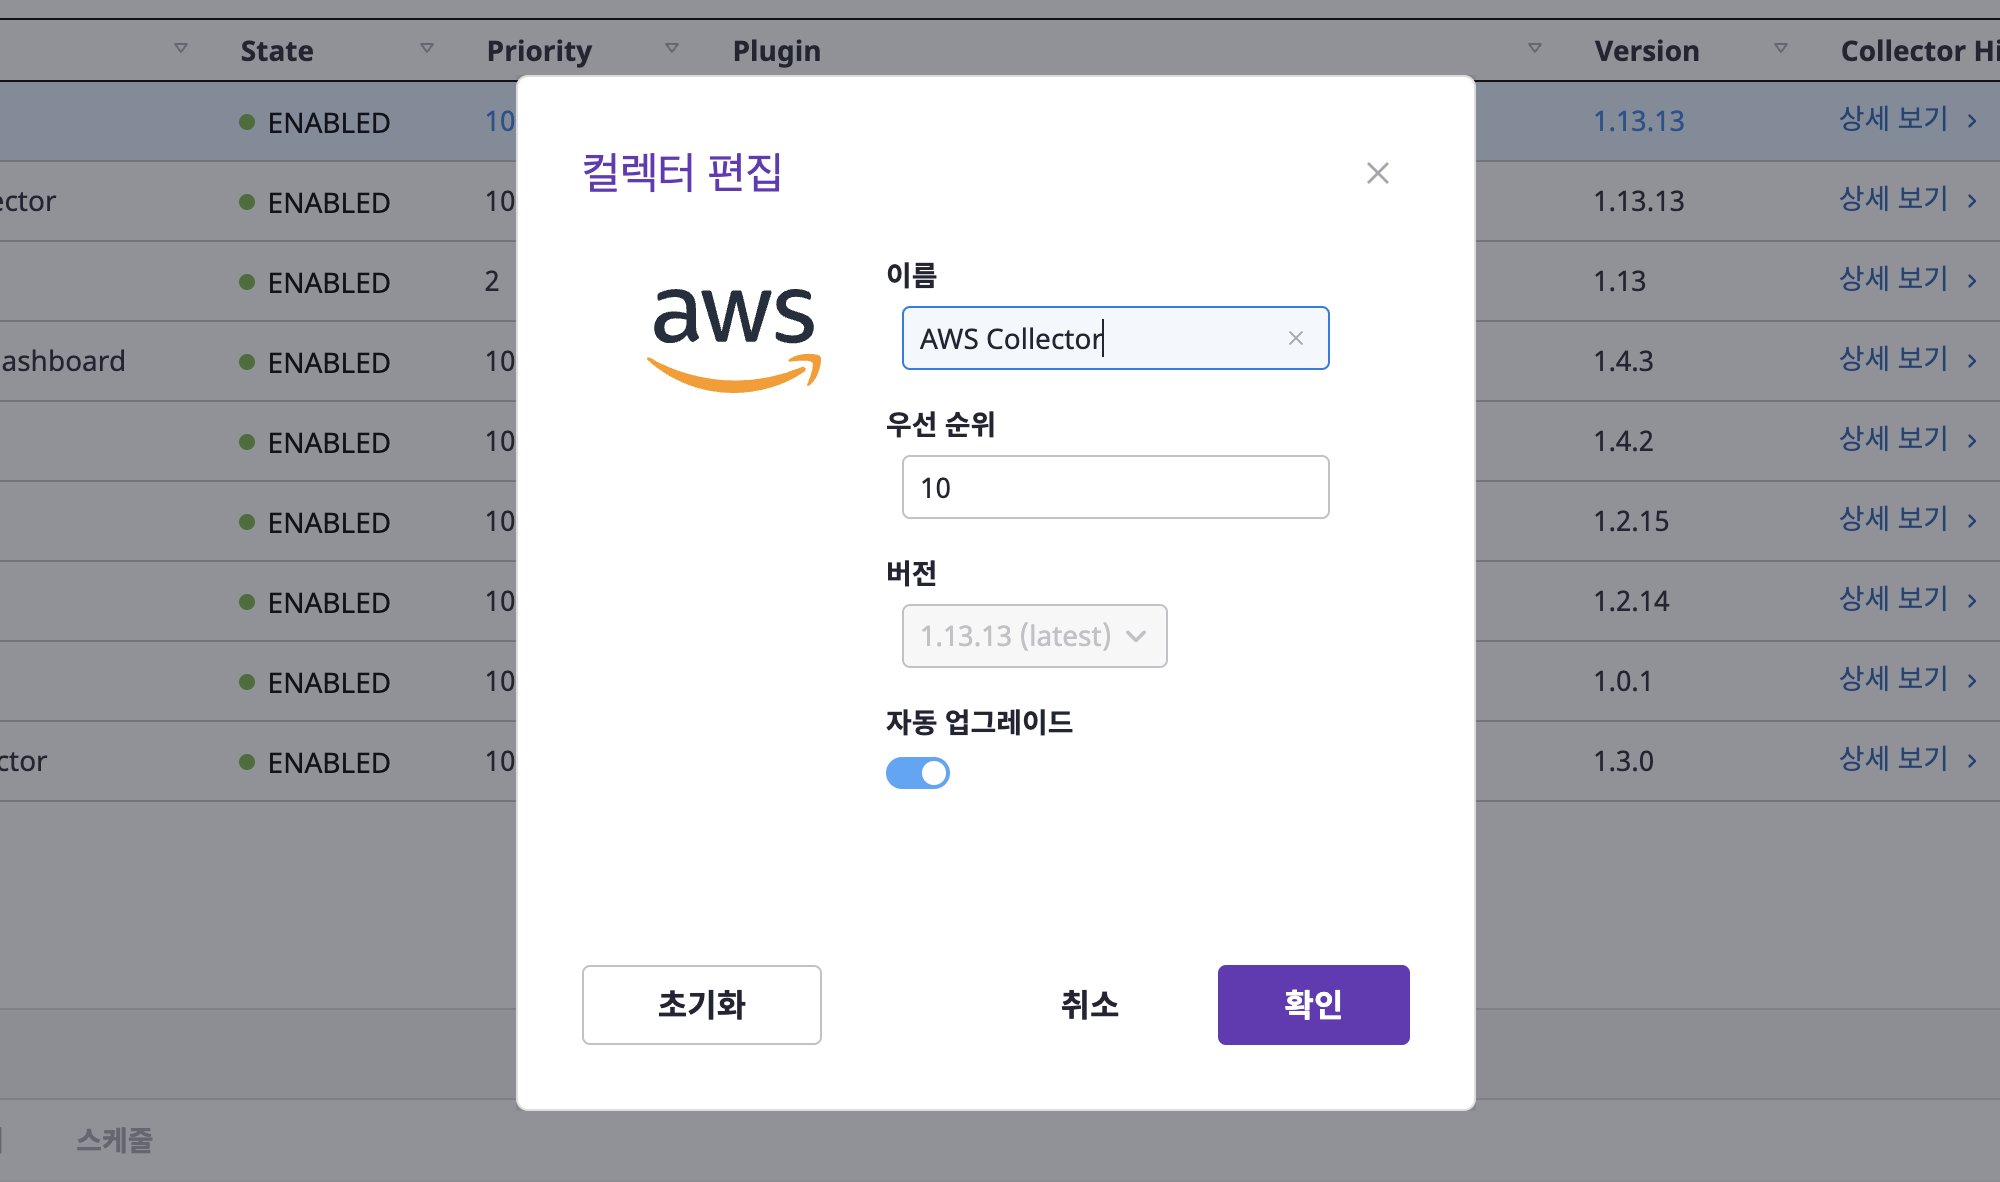 State Priority Plugin Version Collector Hi
ENABLED 10 1.13.13 상세 보기
ector ENABLED 10 1.13.13 상세 보기
ENABLED 2 1.13 상세 보기
ashboard ENABLED 10 1.4.3 상세 보기
ENABLED 10 1.4.2 상세 보기
ENABLED 10 1.2.15 상세 보기
ENABLED 10 1.2.14 상세 보기
ENABLED 10 1.0.1 상세 보기
ctor ENABLED 10 1.3.0 상세 보기
스케줄
컬렉터 편집
aws
이름
AWS Collector
우선 순위
10
버전
1.13.13 (latest)
자동 업그레이드
초기화 취소 확인